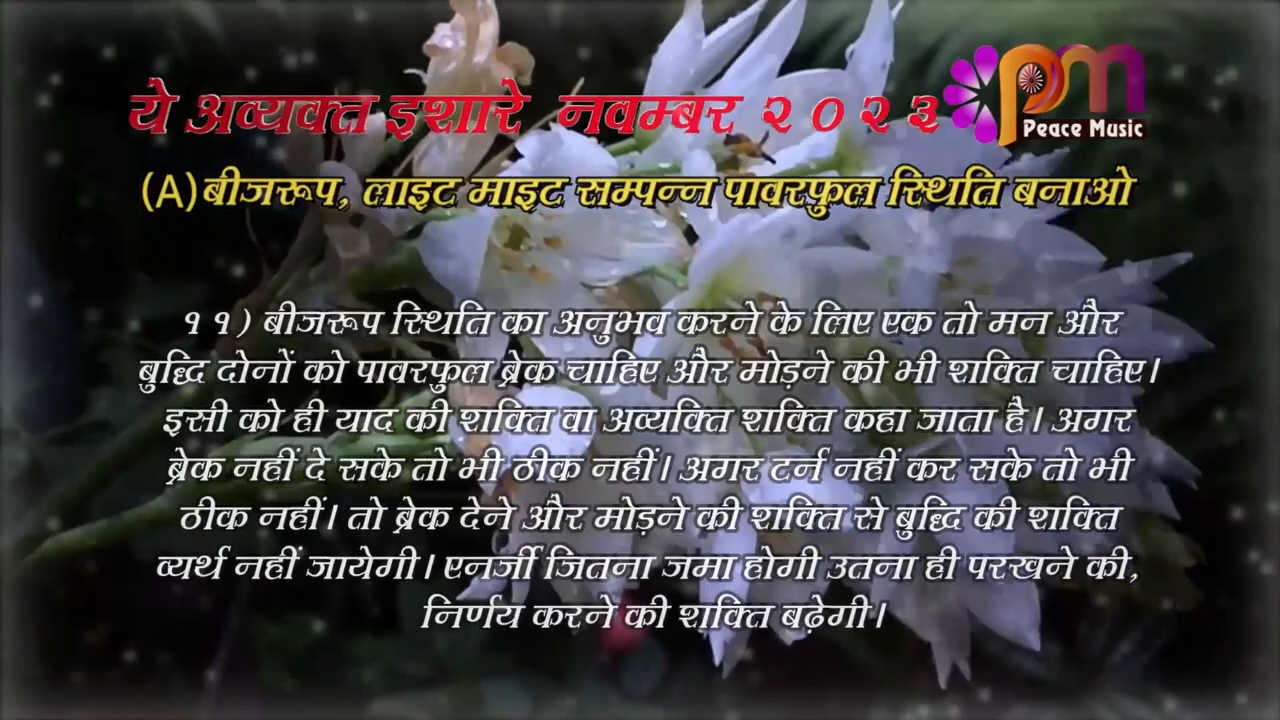 ये अव्यक्त इशारे नवम्बर २०२३
pm
Peace Music
(A) बीजरूप, लाइट माइट सम्पन्न पावरफुल स्थिति बनाओ
११) बीजरूप स्थिति का अनुभव करने के लिए एक तो मन और
बुद्धि दोनों को पावरफुल ब्रेक चाहिए और मोड़ने की भी शक्ति चाहिए।
इसी को ही याद की शक्ति वा अव्यक्ति शक्ति कहा जाता है। अगर
ब्रेक नहीं दे सके तो भी ठीक नहीं। अगर टर्न नहीं कर सके तो भी
ठीक नहीं। तो ब्रेक देने और मोड़ने की शक्ति से बुद्धि की शक्ति
व्यर्थ नहीं जायेगी। एनर्जी जितना जमा होगी उतना ही परखने की,
निर्णय करने की शक्ति बढ़ेगी।